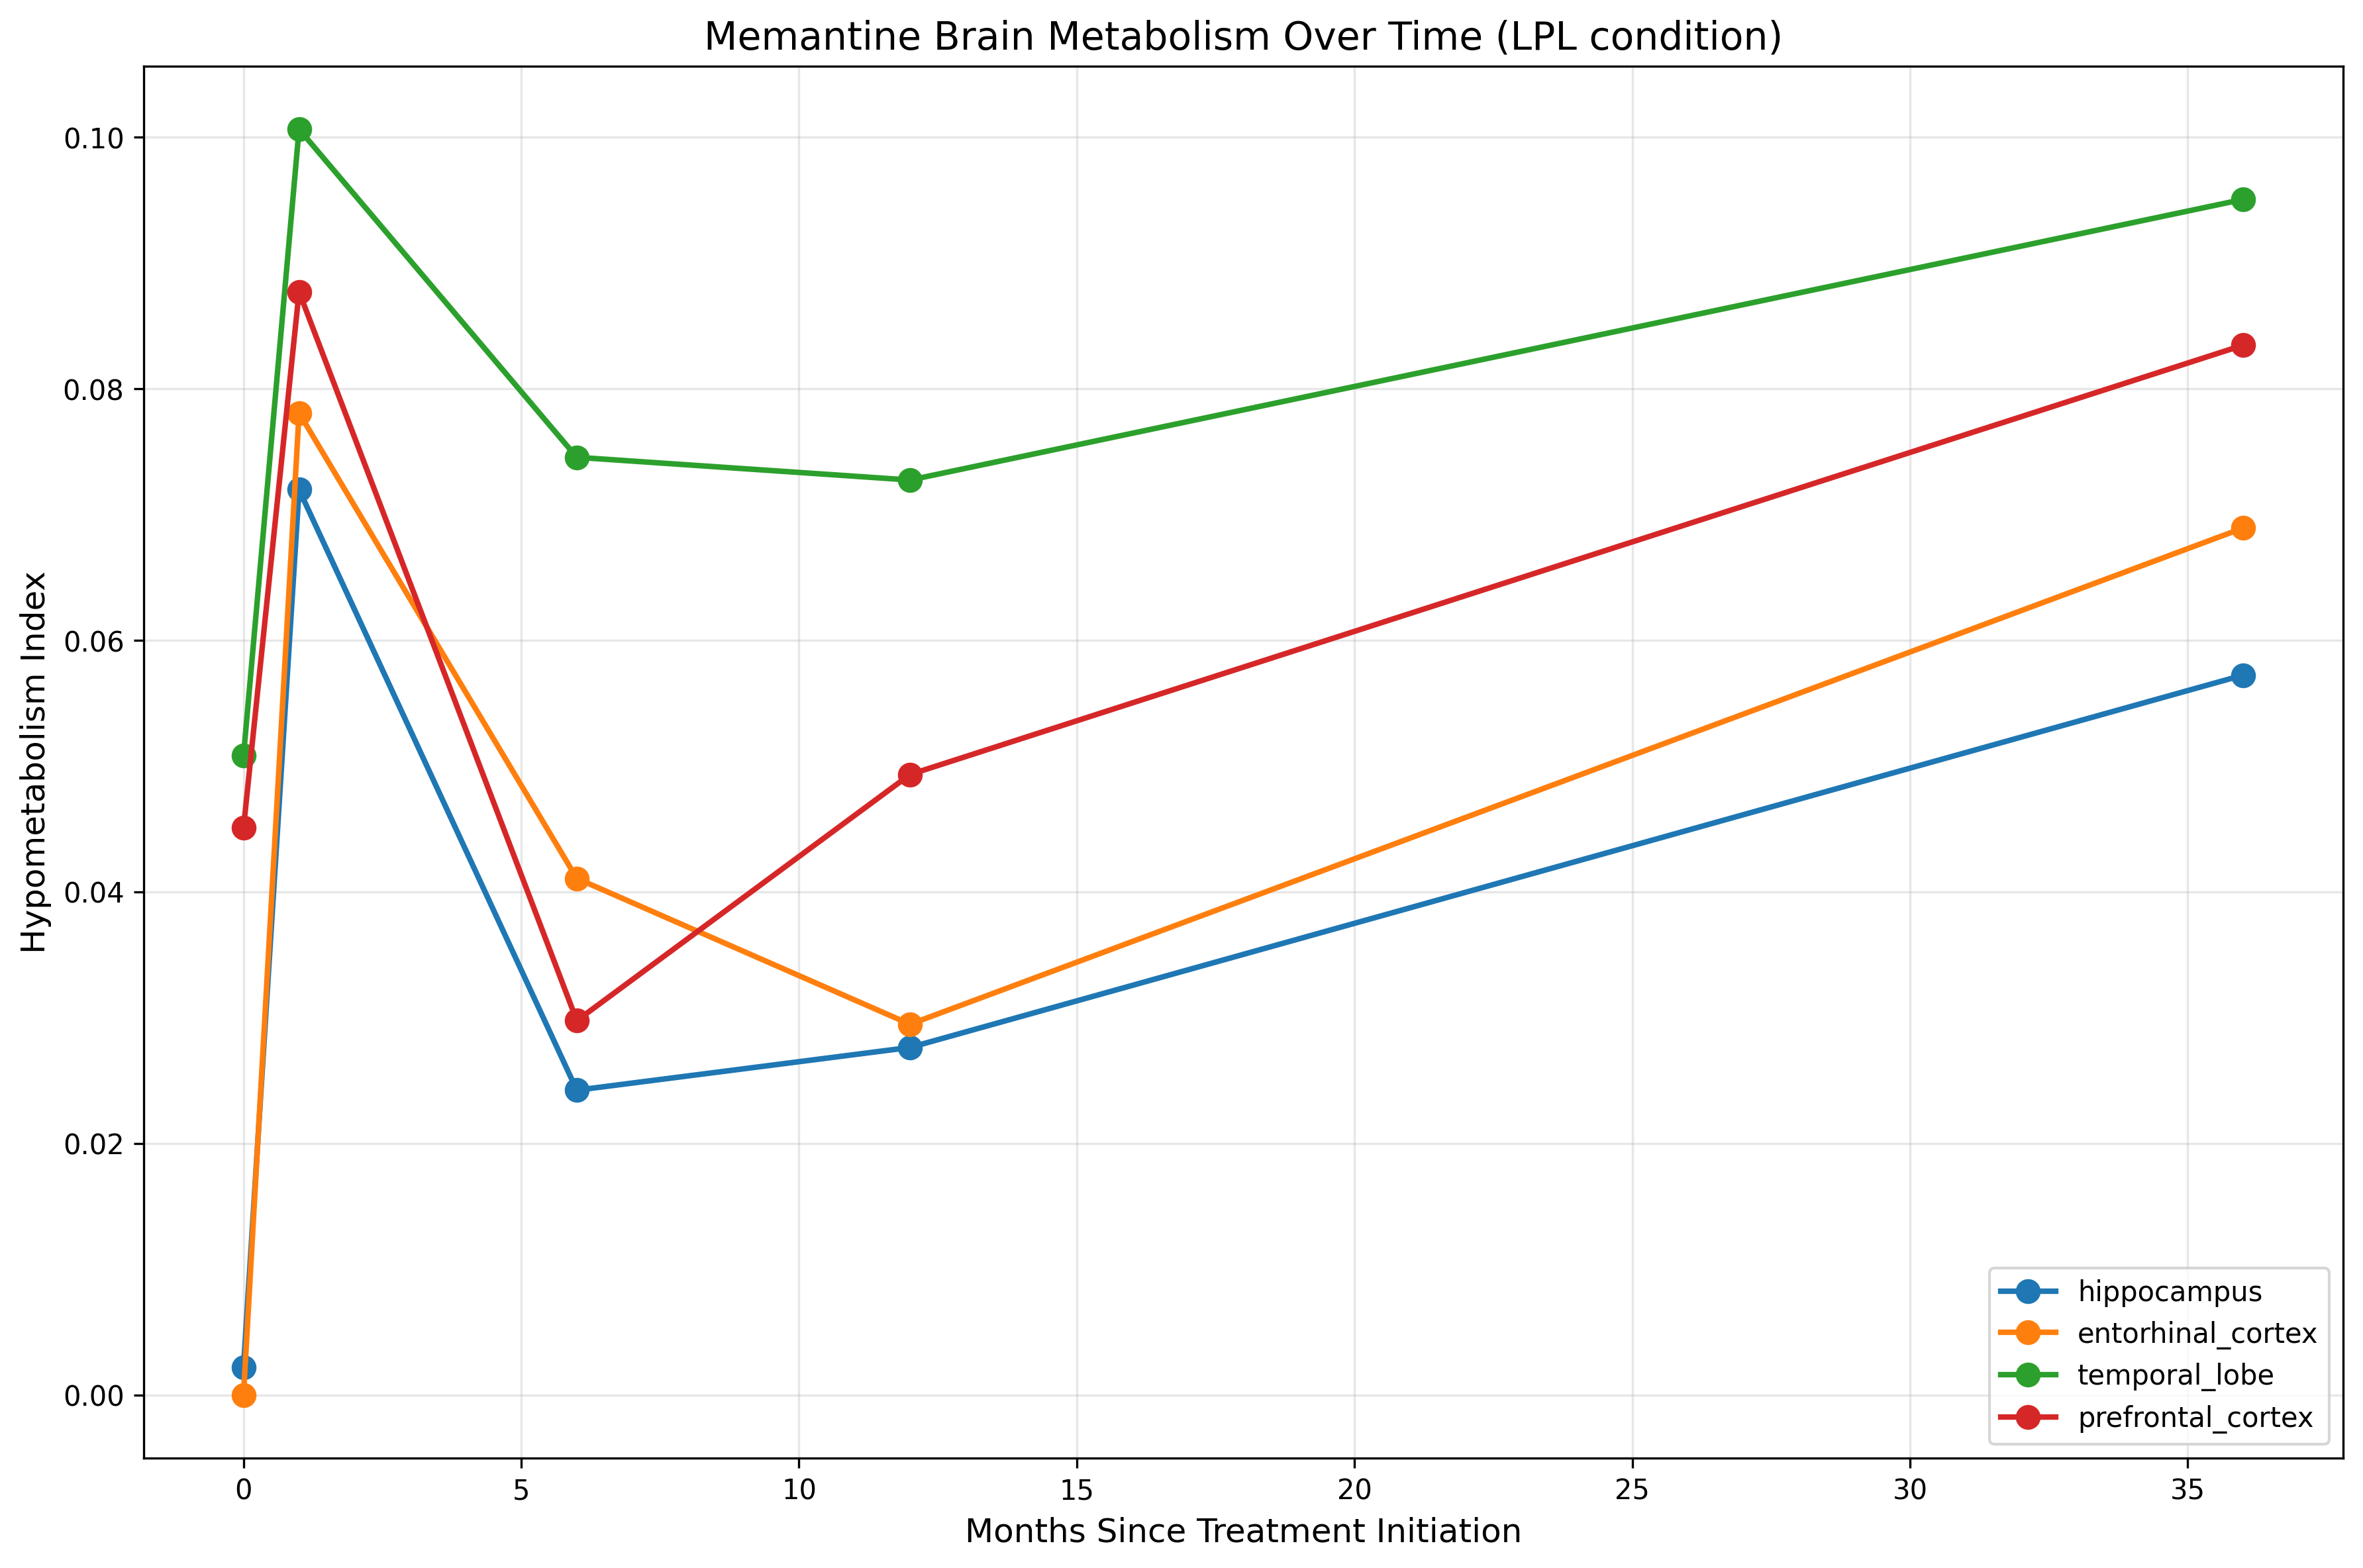 Memantine Brain Metabolism Over Time (LPL condition)
Hypometabolism Index
0.10
0.08
0.06
0.04
0.02
0.00
0 5 10 15 20 25 30 35
Months Since Treatment Initiation
hippocampus
entorhinal_cortex
temporal_lobe
prefrontal_cortex